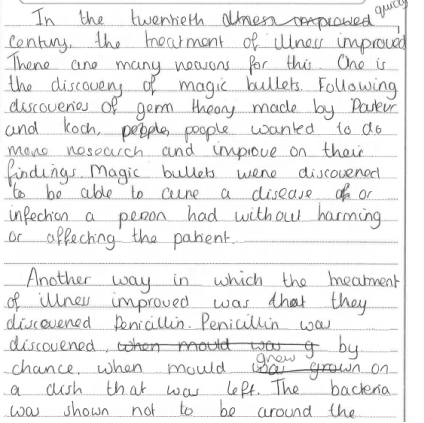 In the twentieth illness improved quickly
century, the treatment of illness improved
There are many reasons for this. One is
the discovery of magic bullets. Following
discoveries of germ theory made by Pasteur
and Koch, people, people wanted to do
more research and improve on their
findings. Magic bullets were discovered
to be able to cure a disease of or
infection a person had without harming
or affecting the patient.
Another way in which the treatment
of illness improved was that they
discovered Penicillin. Penicillin was
discovered, when mould was g by
chance, when mould grew was grown on
a dish that was left. The bacteria
was shown not to be around the